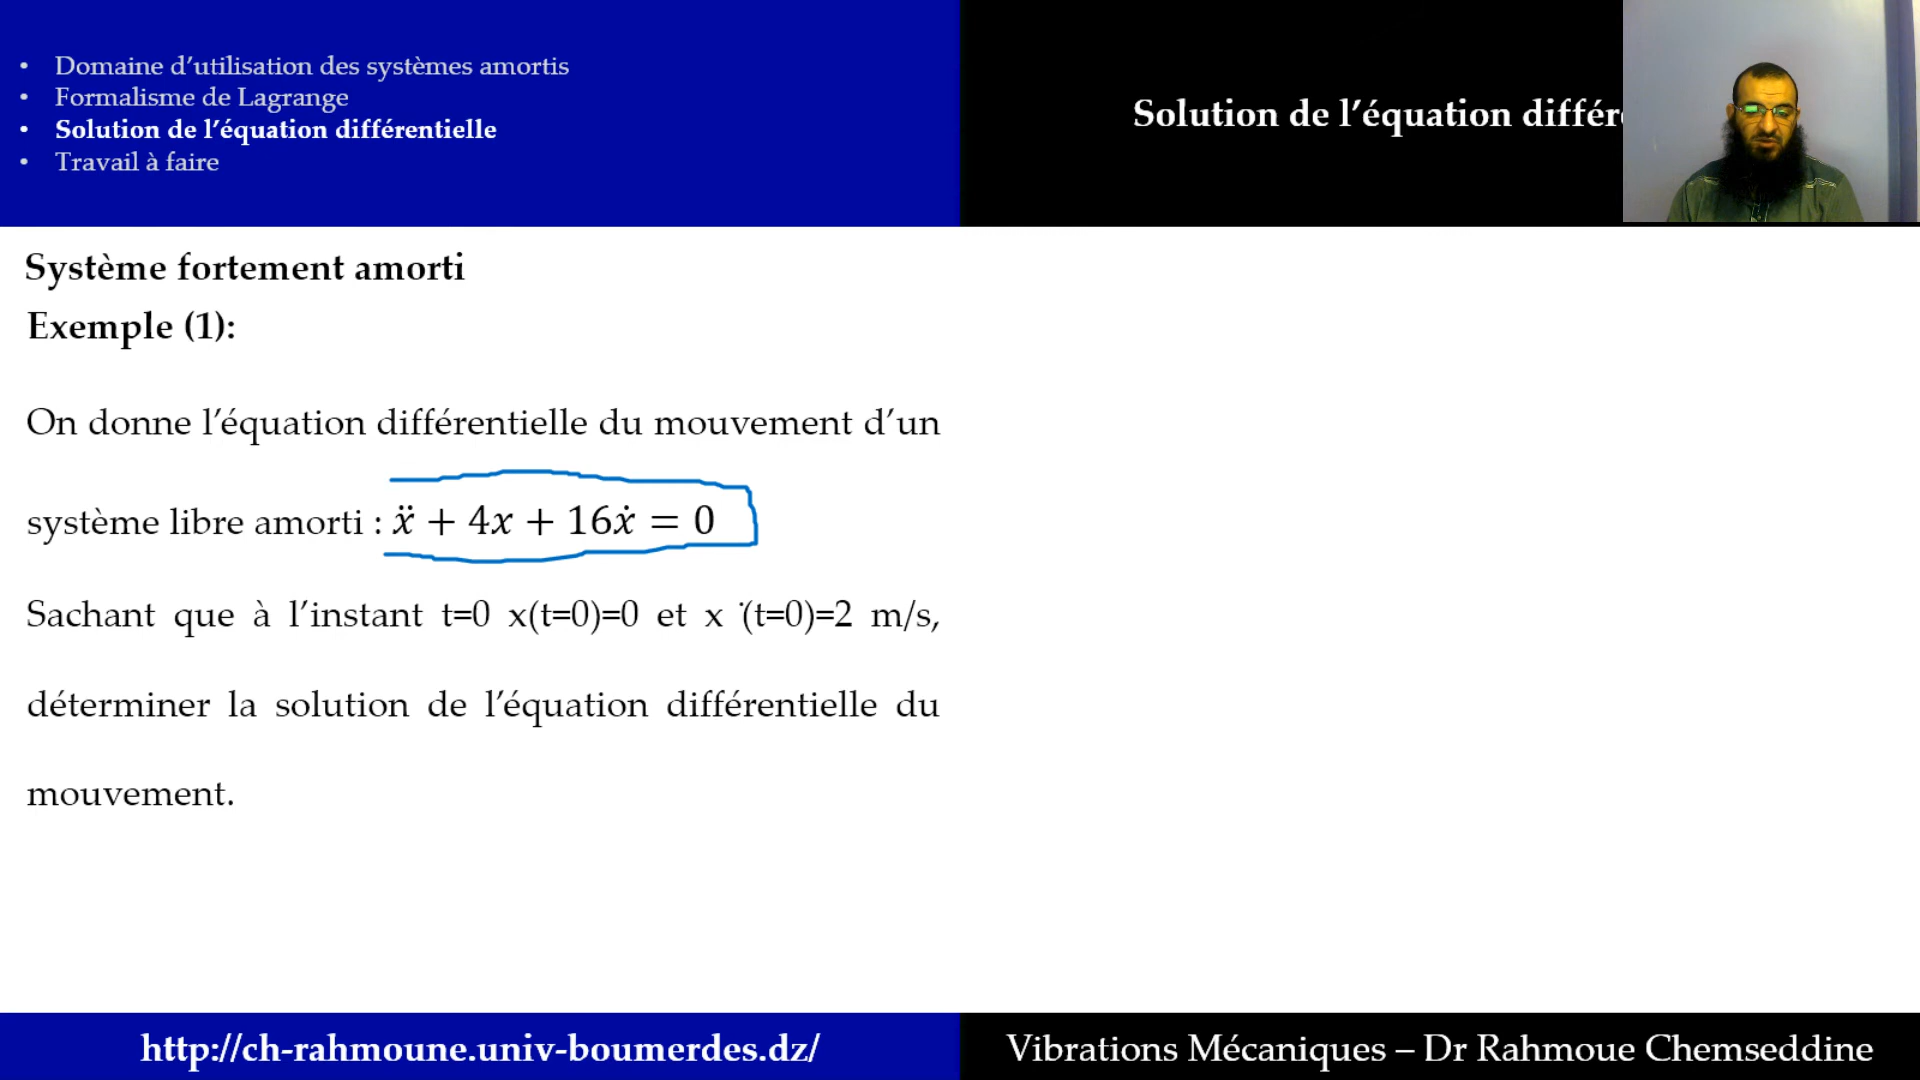 • Domaine d’utilisation des systèmes amortis
• Formalisme de Lagrange
• Solution de l’équation différentielle
• Travail à faire
Solution de l’équation différe
Système fortement amorti
Exemple (1):
On donne l’équation différentielle du mouvement d’un
système libre amorti : ẍ + 4x + 16ẋ = 0
Sachant que à l’instant t=0 x(t=0)=0 et x ̇(t=0)=2 m/s,
déterminer la solution de l’équation différentielle du
mouvement.
http://ch-rahmoune.univ-boumerdes.dz/
Vibrations Mécaniques – Dr Rahmoue Chemseddine